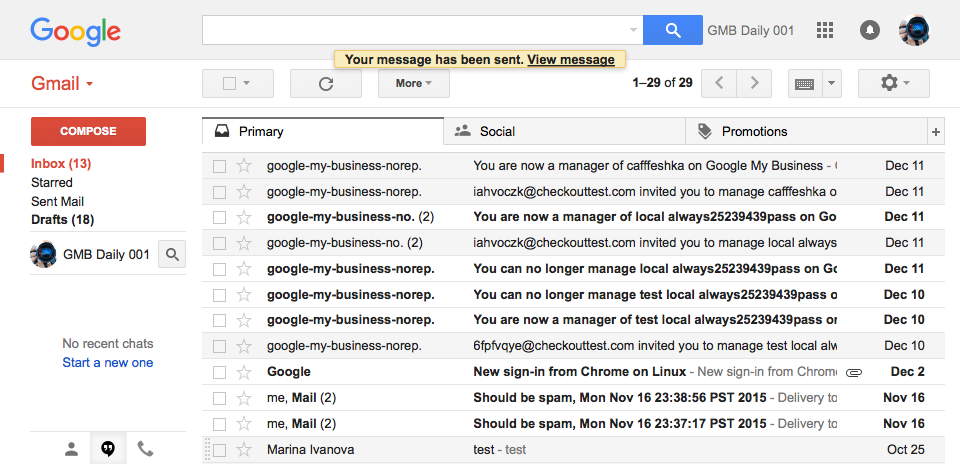 Google
GMB Daily 001
Your message has been sent. View message
Gmail
More
1–29 of 29
COMPOSE
Inbox (13)
Starred
Sent Mail
Drafts (18)
GMB Daily 001
No recent chats
Start a new one
Primary
Social
Promotions
+
google-my-business-norep. You are now a manager of cafffeshka on Google My Business - Dec 11
google-my-business-norep. iahvoczk@checkouttest.com invited you to manage cafffeshka o Dec 11
google-my-business-no. (2) You are now a manager of local always25239439pass on Go Dec 11
google-my-business-no. (2) iahvoczk@checkouttest.com invited you to manage local always Dec 11
google-my-business-norep. You can no longer manage local always25239439pass on Go Dec 11
google-my-business-norep. You can no longer manage test local always25239439pass o Dec 10
google-my-business-norep. You are now a manager of test local always25239439pass or Dec 10
google-my-business-norep. 6fpfvqye@checkouttest.com invited you to manage test local alw Dec 10
Google New sign-in from Chrome on Linux - New sign-in from Chrome Dec 2
me, Mail (2) Should be spam, Mon Nov 16 23:38:56 PST 2015 - Delivery to Nov 16
me, Mail (2) Should be spam, Mon Nov 16 23:37:17 PST 2015 - Delivery to Nov 16
Marina Ivanova test - test Oct 25